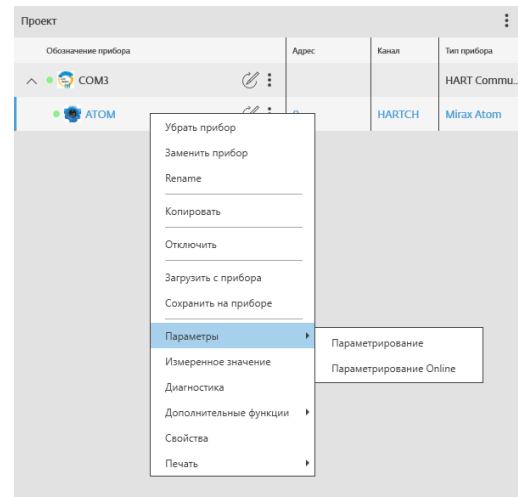 Проект
Обозначение прибора Адрес Канал Тип прибора
COM3 HART Commu..
ATOM HARTCH Mirax Atom
Убрать прибор
Заменить прибор
Rename
Копировать
Отключить
Загрузить с прибора
Сохранить на приборе
Параметры
Параметрирование
Параметрирование Online
Измеренное значение
Диагностика
Дополнительные функции
Свойства
Печать